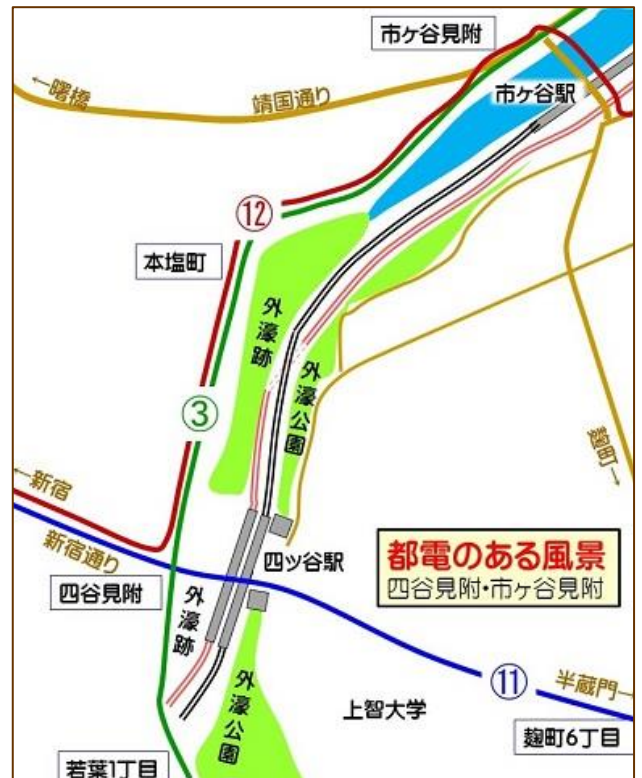 市ヶ谷見附
←曙橋
靖国通り
市ヶ谷駅
⑫
本塩町
外濠跡
外濠公園
③
麹町→
←新宿
新宿通り
四ツ谷駅
都電のある風景
四谷見附・市ヶ谷見附
四谷見附
外濠跡
外濠公園
⑪
半蔵門→
上智大学
麹町6丁目
若葉1丁目